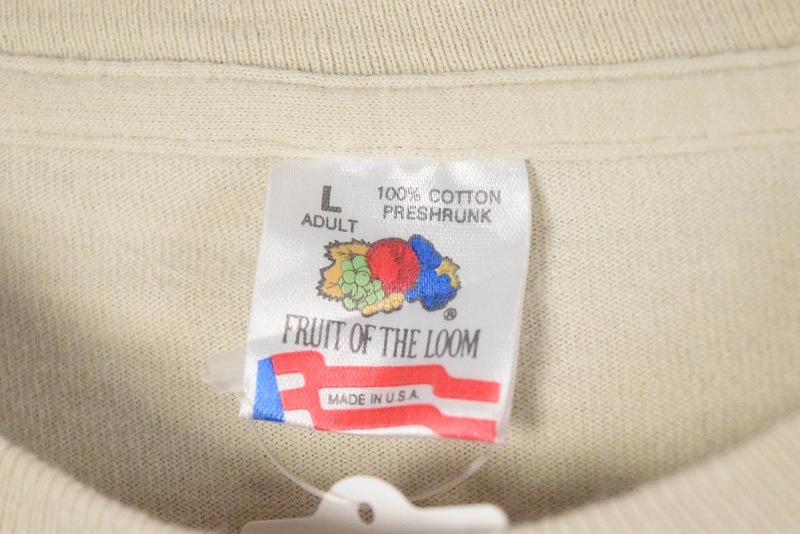 L
ADULT
100% COTTON
PRESHRUNK
®
FRUIT OF THE LOOM
MADE IN U.S.A.